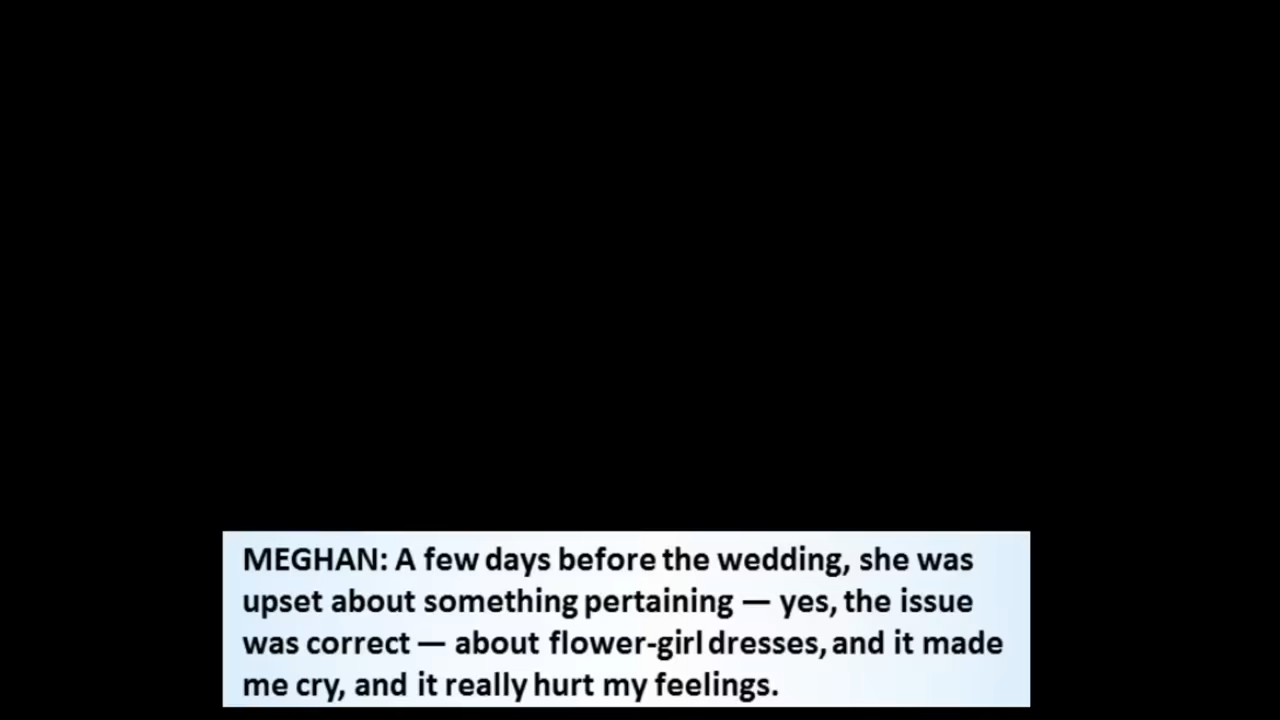 MEGHAN: A few days before the wedding, she was
upset about something pertaining — yes, the issue
was correct — about flower-girl dresses, and it made
me cry, and it really hurt my feelings.